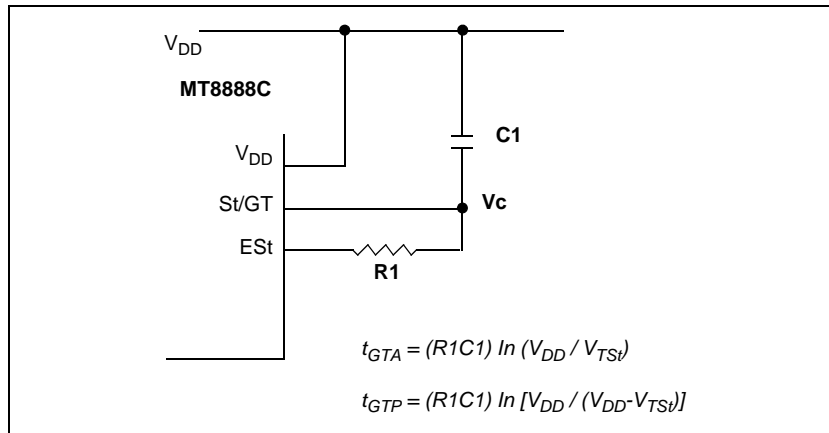 VDD
MT8888C
C1
VDD
St/GT
Vc
ESt
R1
tGTA = (R1C1) In (VDD / VTSt)
tGTP = (R1C1) In [VDD / (VDD-VTSt)]